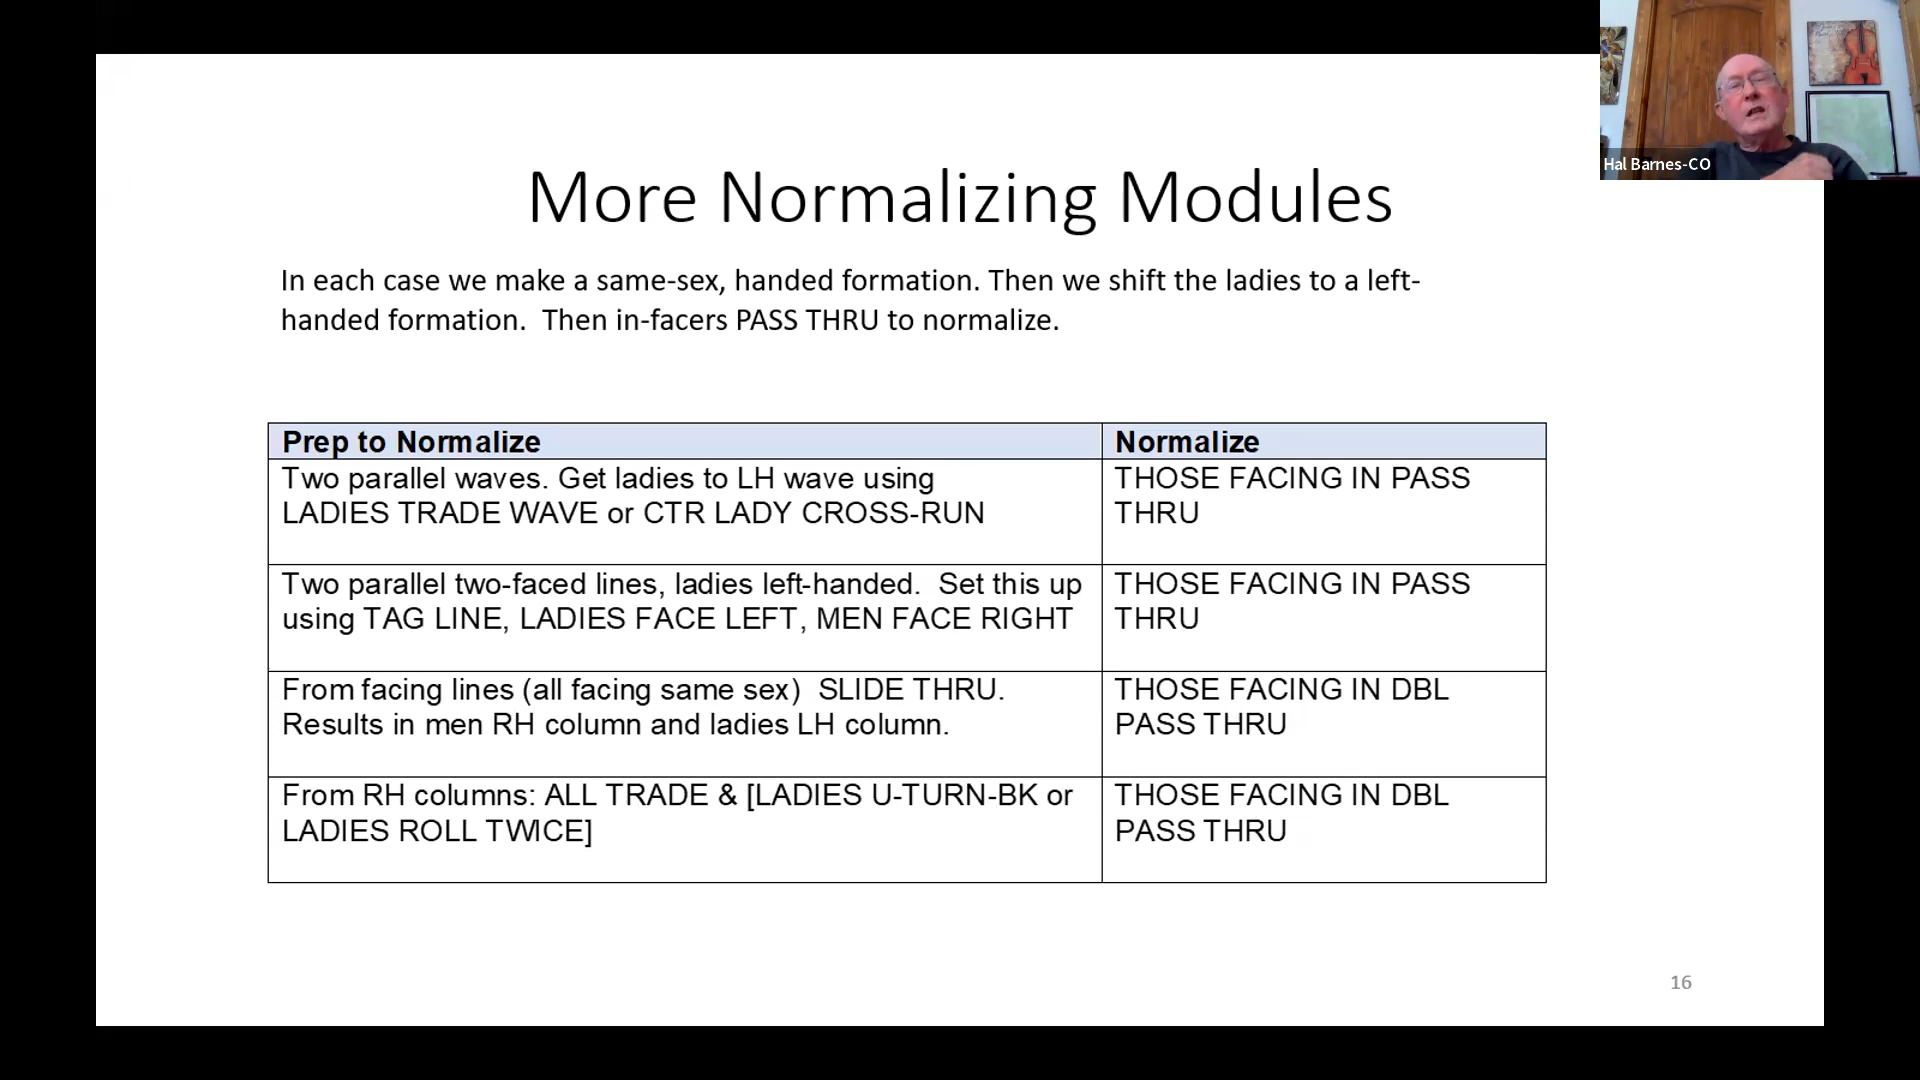 Hal Barnes-CO
More Normalizing Modules
In each case we make a same-sex, handed formation. Then we shift the ladies to a left-
handed formation.  Then in-facers PASS THRU to normalize.
Prep to Normalize
Normalize
Two parallel waves. Get ladies to LH wave using
LADIES TRADE WAVE or CTR LADY CROSS-RUN
THOSE FACING IN PASS
THRU
Two parallel two-faced lines, ladies left-handed.  Set this up
using TAG LINE, LADIES FACE LEFT, MEN FACE RIGHT
THOSE FACING IN PASS
THRU
From facing lines (all facing same sex)  SLIDE THRU.
Results in men RH column and ladies LH column.
THOSE FACING IN DBL
PASS THRU
From RH columns: ALL TRADE & [LADIES U-TURN-BK or
LADIES ROLL TWICE]
THOSE FACING IN DBL
PASS THRU
16